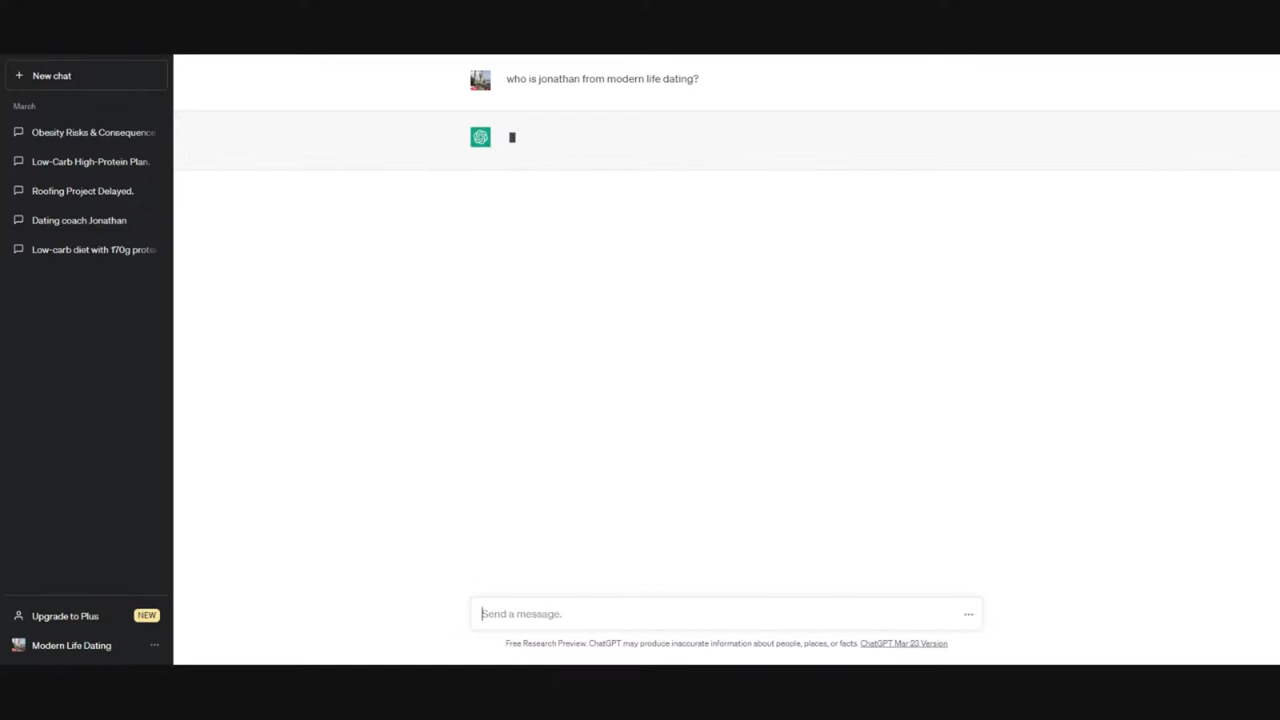 New chat
March
Obesity Risks & Consequence
Low-Carb High-Protein Plan.
Roofing Project Delayed.
Dating coach Jonathan
Low-carb diet with 170g prote
Upgrade to Plus NEW
Modern Life Dating
who is jonathan from modern life dating?
Send a message.
Free Research Preview. ChatGPT may produce inaccurate information about people, places, or facts. ChatGPT Mar 23 Version